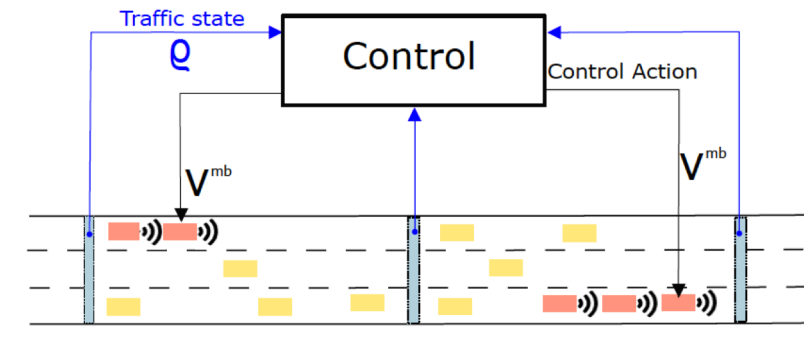 Traffic state
ϱ
Control
Control Action
V^mb
V^mb